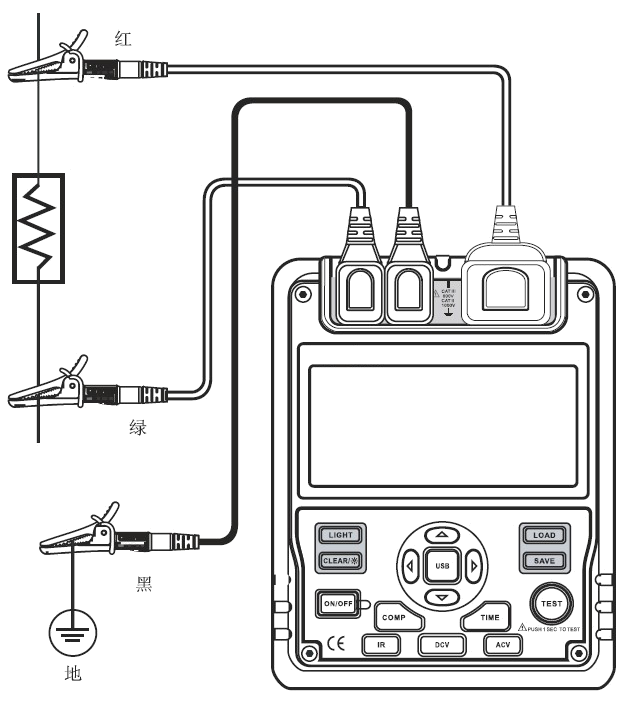 红
CAT III
600V
CAT II
1000V
绿
黑
地
LIGHT
LOAD
CLEAR/☼
USB
SAVE
ON/OFF
TEST
COMP
TIME
PUSH 1 SEC TO TEST
CE
IR
DCV
ACV